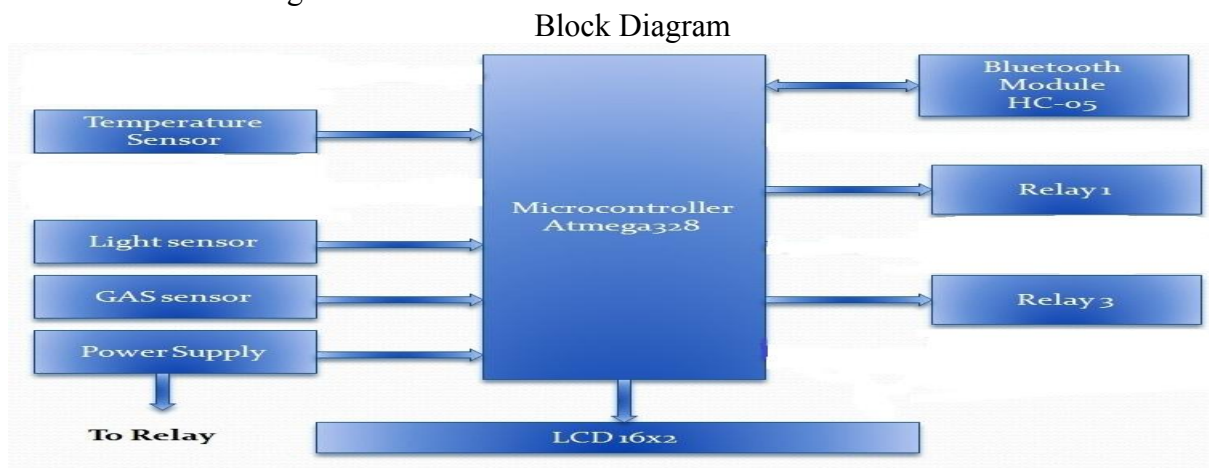 Block Diagram
Temperature
Sensor
Light sensor
GAS sensor
Power Supply
To Relay
Microcontroller
Atmega328
LCD 16x2
Bluetooth
Module
HC-05
Relay 1
Relay 3